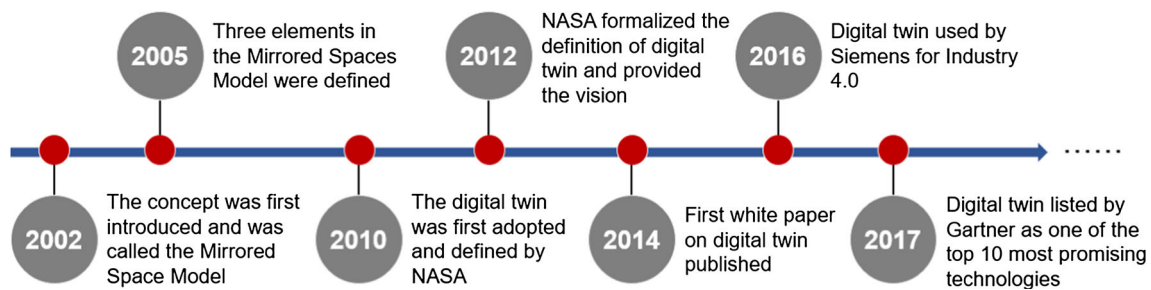 2005
Three elements in
the Mirrored Spaces
Model were defined
2012
NASA formalized the
definition of digital
twin and provided
the vision
2016
Digital twin used by
Siemens for Industry
4.0
2002
The concept was first
introduced and was
called the Mirrored
Space Model
2010
The digital twin
was first adopted
and defined by
NASA
2014
First white paper
on digital twin
published
2017
Digital twin listed by
Gartner as one of the
top 10 most promising
technologies
......